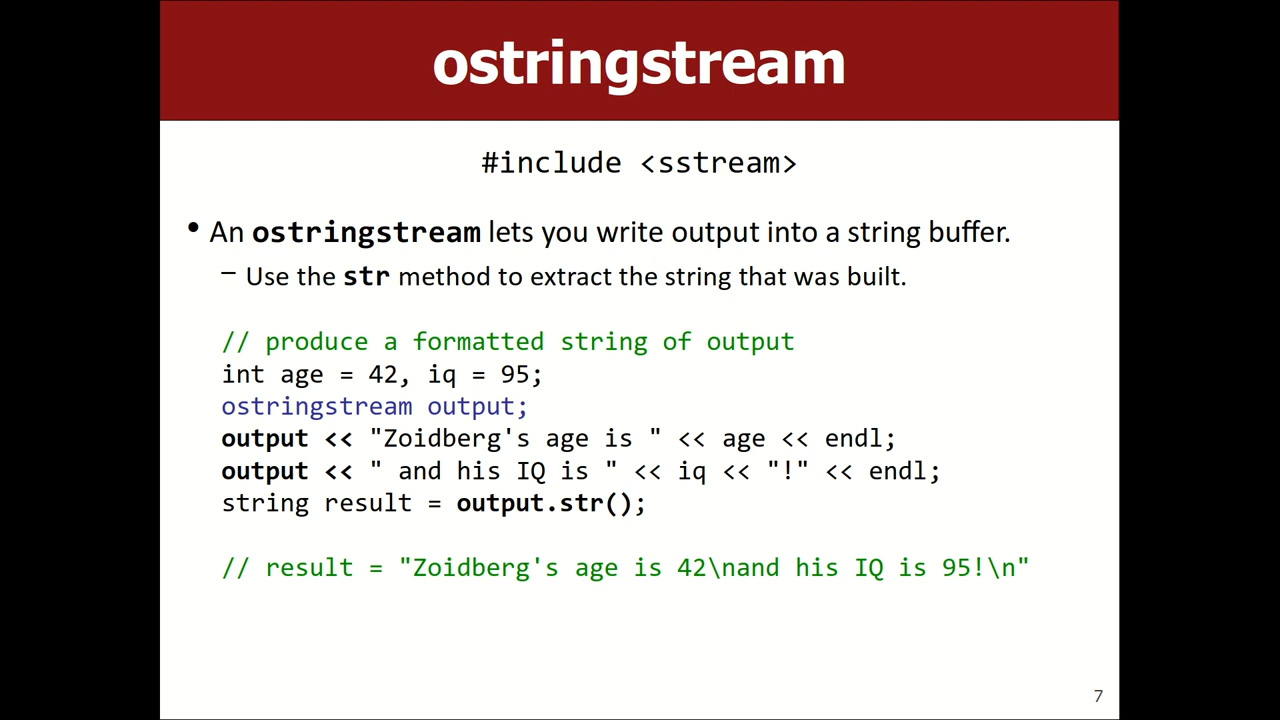 ostringstream
#include <sstream>
• An ostringstream lets you write output into a string buffer.
– Use the str method to extract the string that was built.
// produce a formatted string of output
int age = 42, iq = 95;
ostringstream output;
output << "Zoidberg's age is " << age << endl;
output << " and his IQ is " << iq << "!" << endl;
string result = output.str();
// result = "Zoidberg's age is 42\nand his IQ is 95!\n"
7